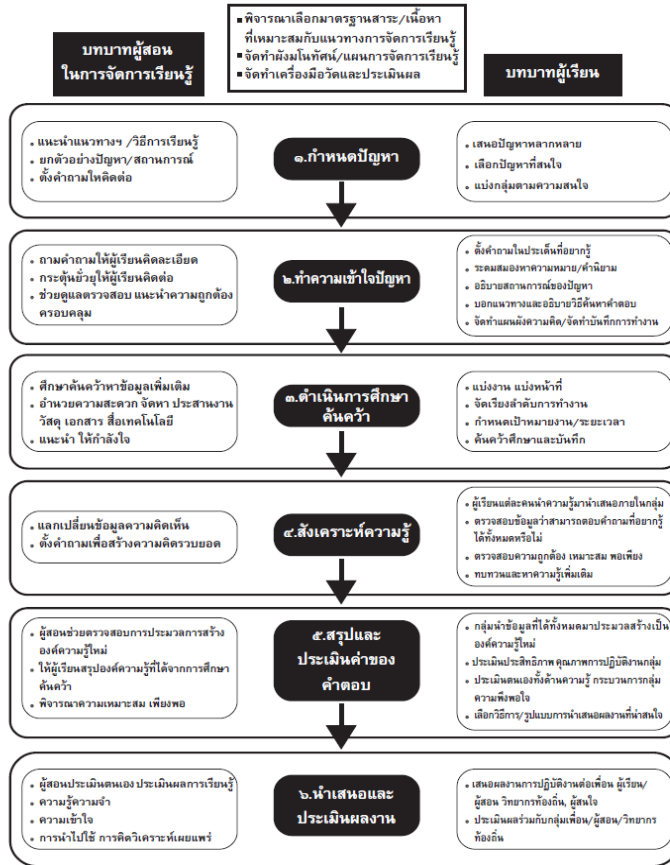 ▪ พิจารณาเลือกมาตรฐานสาระ/เนื้อหา
ที่เหมาะสมกับแนวทางการจัดการเรียนรู้
▪ จัดทำผังมโนทัศน์/แผนการจัดการเรียนรู้
▪ จัดทำเครื่องมือวัดและประเมินผล
บทบาทผู้สอน
ในการจัดการเรียนรู้
บทบาทผู้เรียน
• แนะนำแนวทางฯ /วิธีการเรียนรู้
• ยกตัวอย่างปัญหา/สถานการณ์
• ตั้งคำถามให้คิดต่อ
๑.กำหนดปัญหา
• เสนอปัญหาหลากหลาย
• เลือกปัญหาที่สนใจ
• แบ่งกลุ่มตามความสนใจ
• ถามคำถามให้ผู้เรียนคิดละเอียด
• กระตุ้นยั่วยุให้ผู้เรียนคิดต่อ
• ช่วยดูแลตรวจสอบ แนะนำความถูกต้อง
ครอบคลุม
๒.ทำความเข้าใจปัญหา
• ตั้งคำถามในประเด็นที่อยากรู้
• ระดมสมองหาความหมาย/คำนิยาม
• อธิบายสถานการณ์ของปัญหา
• บอกแนวทางและอธิบายวิธีค้นหาคำตอบ
• จัดทำแผนผังความคิด/จัดทำบันทึกการทำงาน
• ศึกษาค้นคว้าหาข้อมูลเพิ่มเติม
• อำนวยความสะดวก จัดหา ประสานงาน
วัสดุ เอกสาร สื่อเทคโนโลยี
• แนะนำ ให้กำลังใจ
๓.ดำเนินการศึกษา
ค้นคว้า
• แบ่งงาน แบ่งหน้าที่
• จัดเรียงลำดับการทำงาน
• กำหนดเป้าหมายงาน/ระยะเวลา
• ค้นคว้าศึกษาและบันทึก
• แลกเปลี่ยนข้อมูลความคิดเห็น
• ตั้งคำถามเพื่อสร้างความคิดรวบยอด
๔.สังเคราะห์ความรู้
• ผู้เรียนแต่ละคนนำความรู้มานำเสนอภายในกลุ่ม
• ตรวจสอบข้อมูลว่าสามารถตอบคำถามที่อยากรู้
ได้ทั้งหมดหรือไม่
• ตรวจสอบความถูกต้อง เหมาะสม พอเพียง
• ทบทวนและหาความรู้เพิ่มเติม
• ผู้สอนช่วยตรวจสอบการประมวลการสร้าง
องค์ความรู้ใหม่
• ให้ผู้เรียนสรุปองค์ความรู้ที่ได้จากการศึกษา
ค้นคว้า
• พิจารณาความเหมาะสม เพียงพอ
๕.สรุปและ
ประเมินค่าของ
คำตอบ
• กลุ่มนำข้อมูลที่ได้ทั้งหมดมาประมวลสร้างเป็น
องค์ความรู้ใหม่
• ประเมินประสิทธิภาพ คุณภาพการปฏิบัติงานกลุ่ม
• ประเมินตนเองทั้งด้านความรู้ กระบวนการกลุ่ม
ความพึงพอใจ
• เลือกวิธีการ/รูปแบบการนำเสนอผลงานที่น่าสนใจ
• ผู้สอนประเมินตนเอง ประเมินผลการเรียนรู้
• ความรู้ความจำ
• ความเข้าใจ
• การนำไปใช้ การคิดวิเคราะห์เผยแพร่
๖.นำเสนอและ
ประเมินผลงาน
• เสนอผลงานการปฏิบัติงานต่อเพื่อน ผู้เรียน/
ผู้สอน วิทยากรท้องถิ่น, ผู้สนใจ
• ประเมินผลร่วมกับกลุ่มเพื่อน/ผู้สอน/วิทยากร
ท้องถิ่น